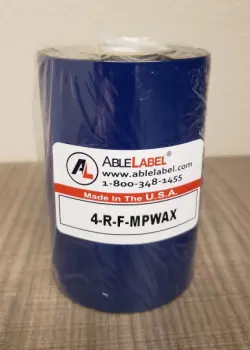 AL ABLELABEL®
www.ablelabel.com
1-800-348-1455
Made In The U.S.A.
4-R-F-MPWAX